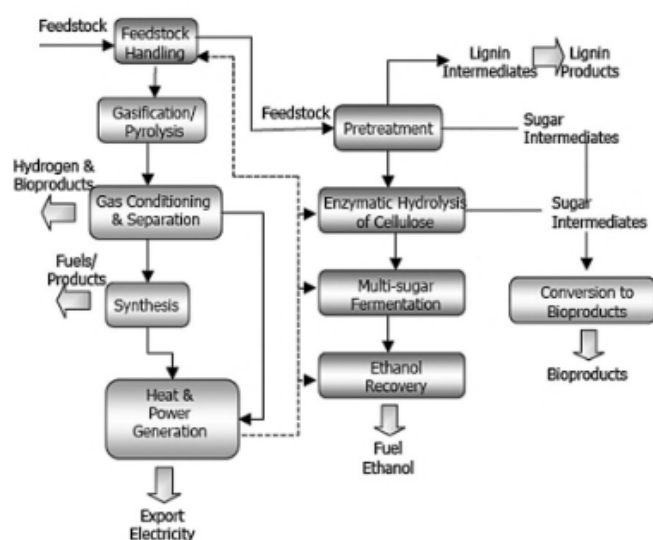 Feedstock
Feedstock
Handling
Gasification/
Pyrolysis
Hydrogen &
Bioproducts
Gas Conditioning
& Separation
Fuels/
Products
Synthesis
Heat &
Power
Generation
Export
Electricity
Feedstock
Pretreatment
Lignin
Intermediates
Lignin
Products
Sugar
Intermediates
Enzymatic Hydrolysis
of Cellulose
Sugar
Intermediates
Multi-sugar
Fermentation
Conversion to
Bioproducts
Ethanol
Recovery
Bioproducts
Fuel
Ethanol